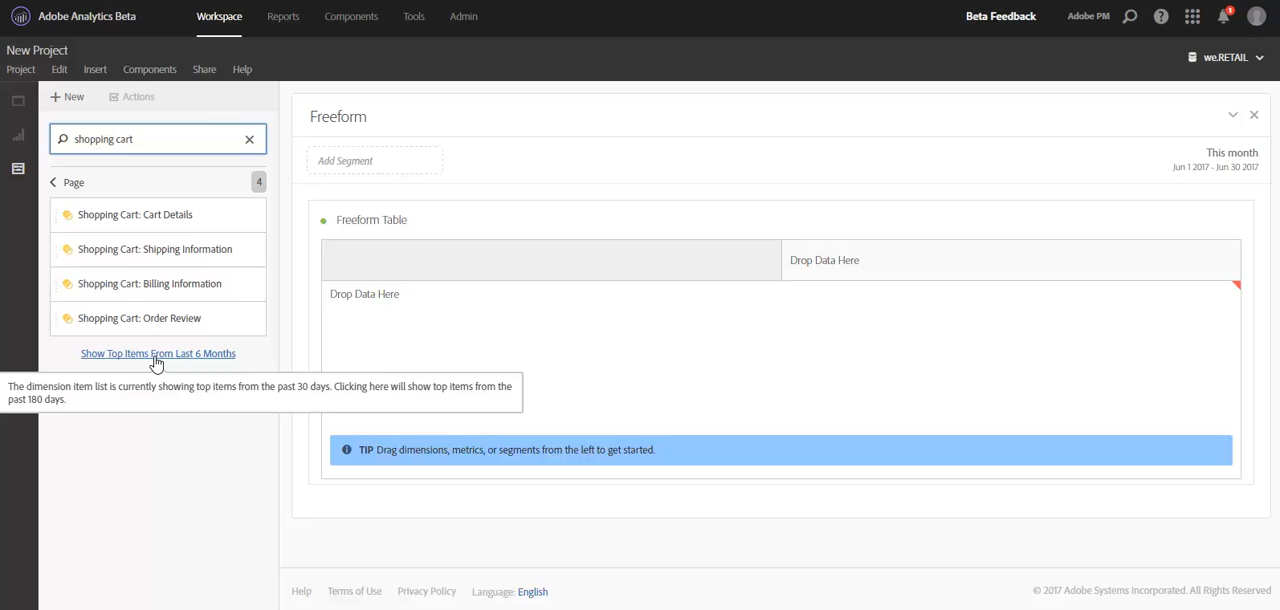 Adobe Analytics Beta
Workspace
Reports
Components
Tools
Admin
Beta Feedback
Adobe PM
1
New Project
Project
Edit
Insert
Components
Share
Help
we.RETAIL
+ New
Actions
shopping cart
Page
4
Shopping Cart: Cart Details
Shopping Cart: Shipping Information
Shopping Cart: Billing Information
Shopping Cart: Order Review
Show Top Items From Last 6 Months
The dimension item list is currently showing top items from the past 30 days. Clicking here will show top items from the
past 180 days.
Freeform
Add Segment
This month
Jun 1 2017 - Jun 30 2017
Freeform Table
Drop Data Here
Drop Data Here
TIP Drag dimensions, metrics, or segments from the left to get started.
Help
Terms of Use
Privacy Policy
Language: English
© 2017 Adobe Systems Incorporated. All Rights Reserved